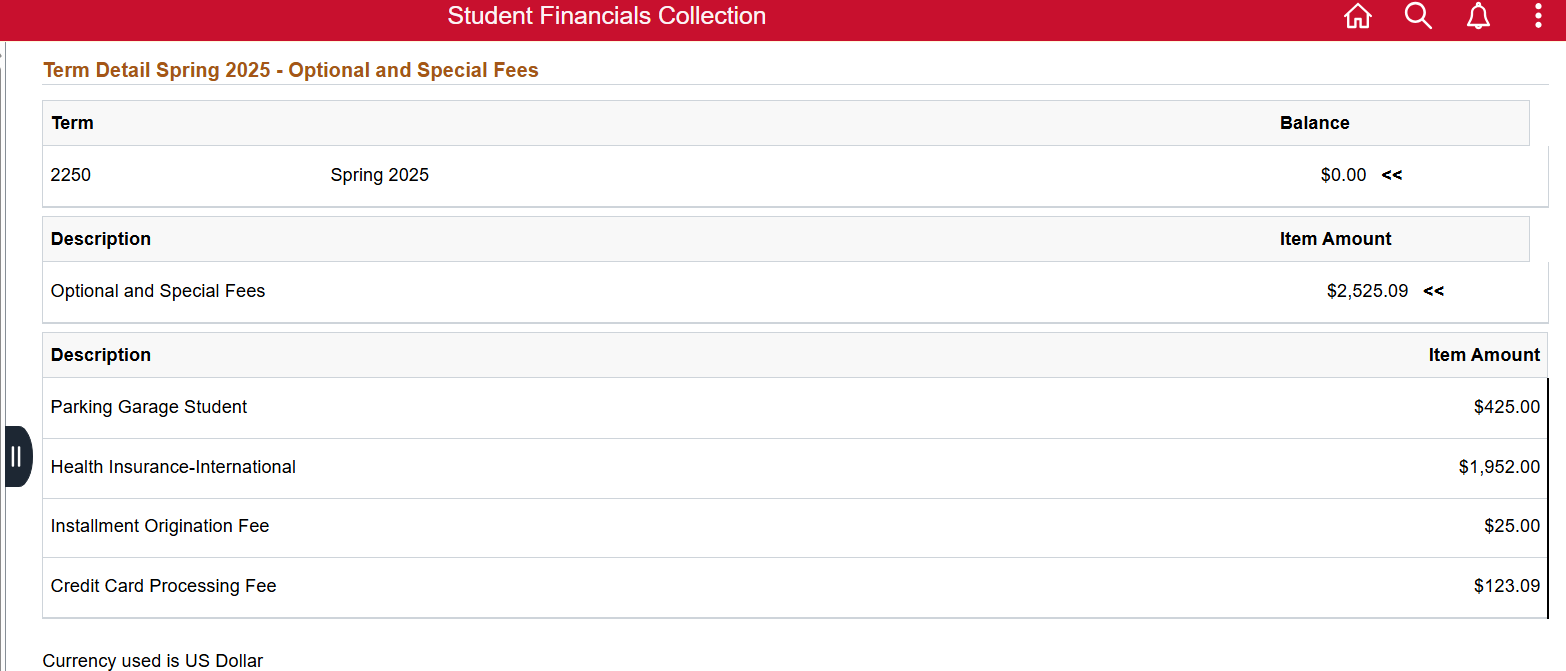 Student Financials Collection
Term Detail Spring 2025 - Optional and Special Fees
Term Balance
2250 Spring 2025 $0.00 <<
Description Item Amount
Optional and Special Fees $2,525.09 <<
Description Item Amount
Parking Garage Student $425.00
Health Insurance-International $1,952.00
Installment Origination Fee $25.00
Credit Card Processing Fee $123.09
Currency used is US Dollar